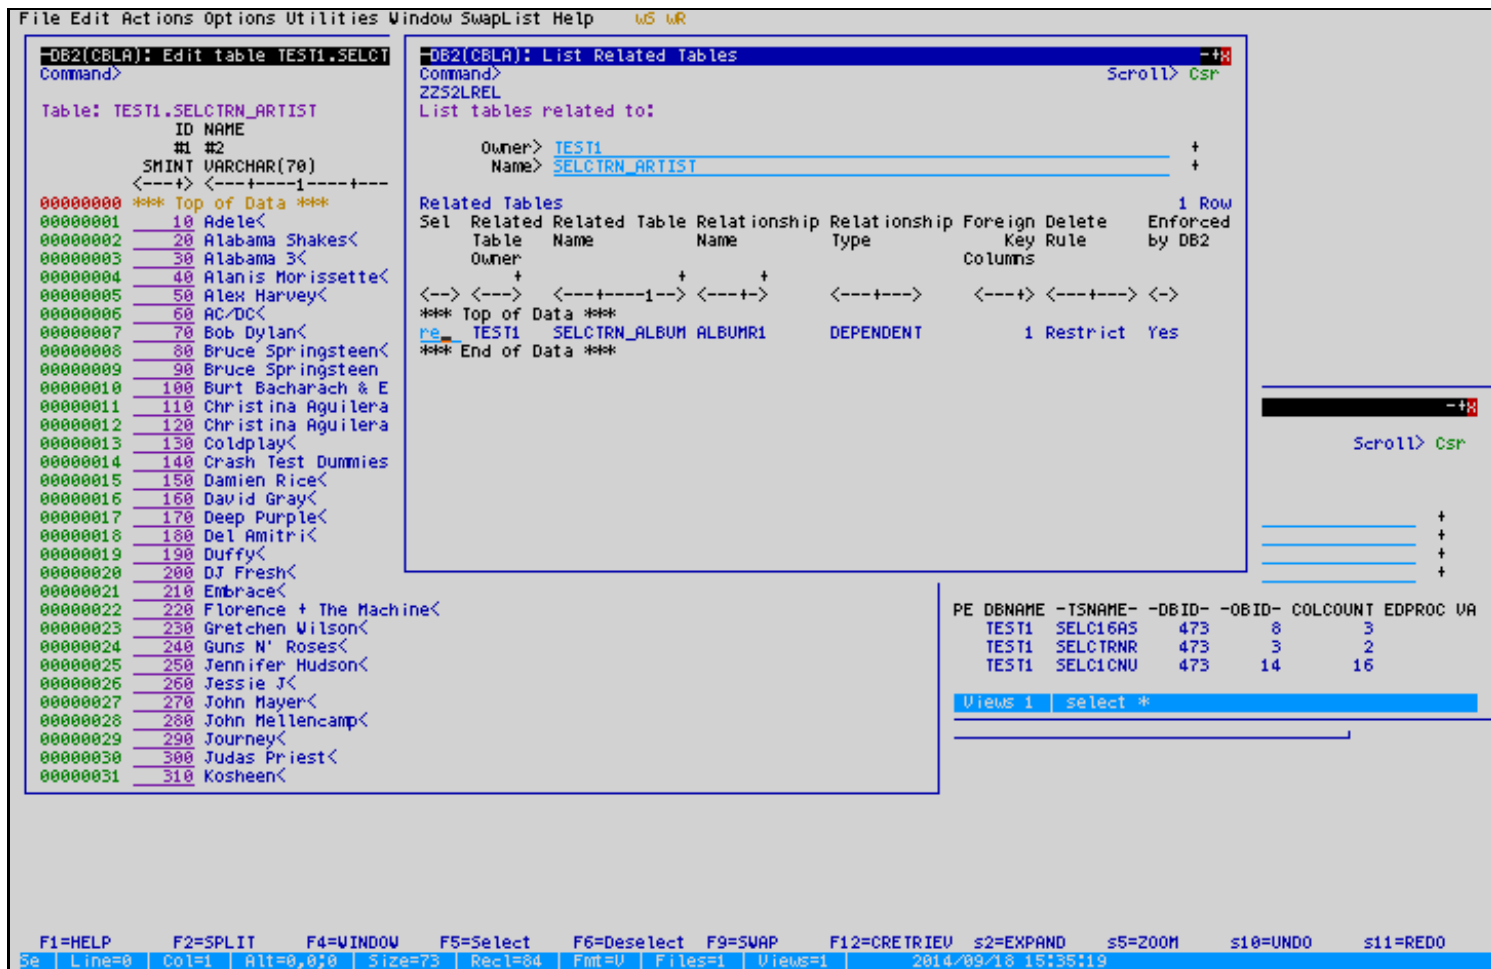 File Edit Actions Options Utilities Window SwapList Help wS wR
-DB2(CBLA): Edit table TEST1.SELCT
Command>
Table: TEST1.SELCTRN_ARTIST
ID NAME
#1 #2
SMINT VARCHAR(70)
<---+> <---+----1----+---
00000000 *** Top of Data ***
00000001 10 Adele<
00000002 20 Alabama Shakes<
00000003 30 Alabama 3<
00000004 40 Alanis Morissette<
00000005 50 Alex Harvey<
00000006 60 AC/DC<
00000007 70 Bob Dylan<
00000008 80 Bruce Springsteen<
00000009 90 Bruce Springsteen
00000010 100 Burt Bacharach & E
00000011 110 Christina Aguilera
00000012 120 Christina Aguilera
00000013 130 Coldplay<
00000014 140 Crash Test Dummies
00000015 150 Damien Rice<
00000016 160 David Gray<
00000017 170 Deep Purple<
00000018 180 Del Amitri<
00000019 190 Duffy<
00000020 200 DJ Fresh<
00000021 210 Embrace<
00000022 220 Florence + The Machine<
00000023 230 Gretchen Wilson<
00000024 240 Guns N' Roses<
00000025 250 Jennifer Hudson<
00000026 260 Jessie J<
00000027 270 John Mayer<
00000028 280 John Mellencamp<
00000029 290 Journey<
00000030 300 Judas Priest<
00000031 310 Kosheen<
-DB2(CBLA): List Related Tables -+x
Command> Scroll> Csr
ZZS2LREL
List tables related to:
Owner> TEST1 +
Name> SELCTRN_ARTIST +
Related Tables 1 Row
Sel Related Related Table Relationship Relationship Foreign Delete Enforced
Table Name Name Type Key Rule by DB2
Owner Columns
+ + +
<--> <---> <---+----1--> <---+-> <---+---> <---+> <---+---> <->
*** Top of Data ***
re_ TEST1 SELCTRN_ALBUM ALBUMR1 DEPENDENT 1 Restrict Yes
*** End of Data ***
-+x
Scroll> Csr
+
+
+
+
PE DBNAME -TSNAME- -DBID- -OBID- COLCOUNT EDPROC VA
TEST1 SELC16AS 473 8 3
TEST1 SELCTRNR 473 3 2
TEST1 SELC1CNU 473 14 16
Views 1 | select *
F1=HELP F2=SPLIT F4=WINDOW F5=Select F6=Deselect F9=SWAP F12=CRETRIEV s2=EXPAND s5=ZOOM s10=UNDO s11=REDO
Se | Line=0 | Col=1 | Alt=0,0;0 | Size=73 | Recl=84 | Fmt=V | Files=1 | Views=1 | 2014/09/18 15:35:19